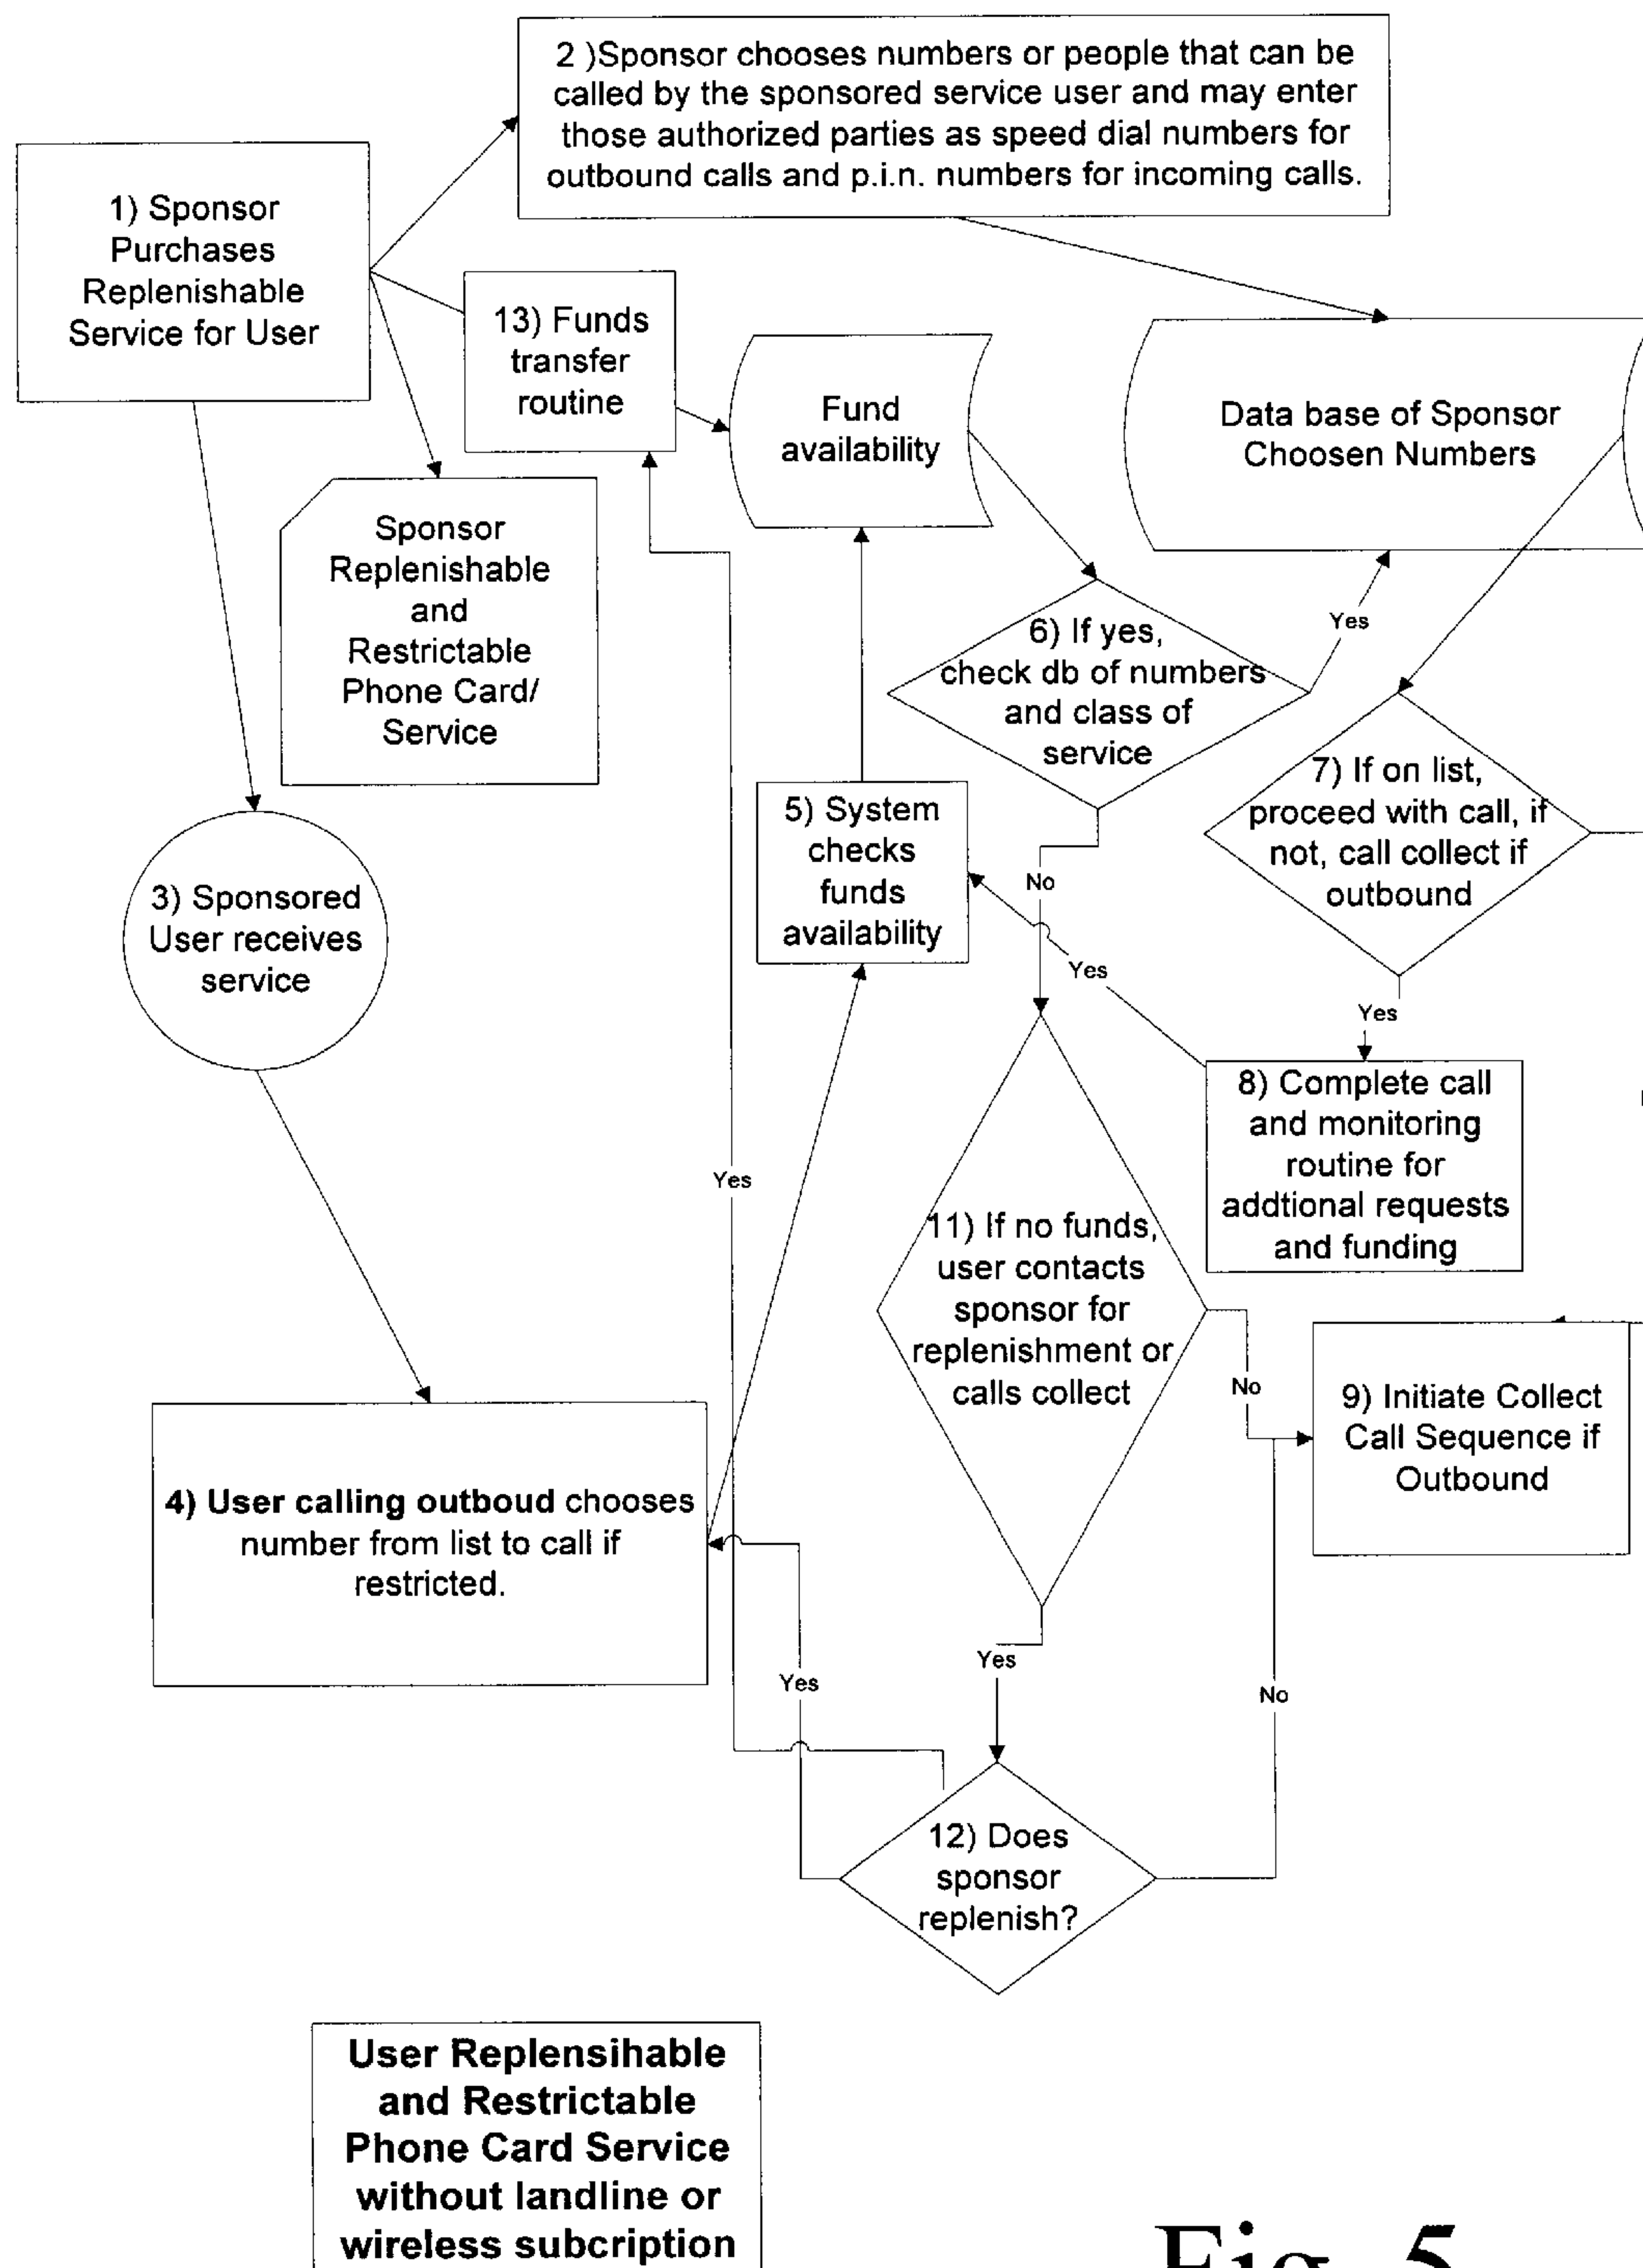 2 )Sponsor chooses numbers or people that can be
called by the sponsored service user and may enter
those authorized parties as speed dial numbers for
outbound calls and p.i.n. numbers for incoming calls.
1) Sponsor
Purchases
Replenishable
Service for User
13) Funds
transfer
routine
Fund
availability
Data base of Sponsor
Choosen Numbers
Sponsor
Replenishable
and
Restrictable
Phone Card/
Service
6) If yes,
check db of numbers
and class of
service
Yes
7) If on list,
proceed with call, if
not, call collect if
outbound
5) System
checks
funds
availability
No
Yes
Yes
3) Sponsored
User receives
service
8) Complete call
and monitoring
routine for
addtional requests
and funding
Yes
11) If no funds,
user contacts
sponsor for
replenishment or
calls collect
No
9) Initiate Collect
Call Sequence if
Outbound
4) User calling outboud chooses
number from list to call if
restricted.
Yes
Yes
No
12) Does
sponsor
replenish?
User Replensihable
and Restrictable
Phone Card Service
without landline or
wireless subcription
Fig. 5